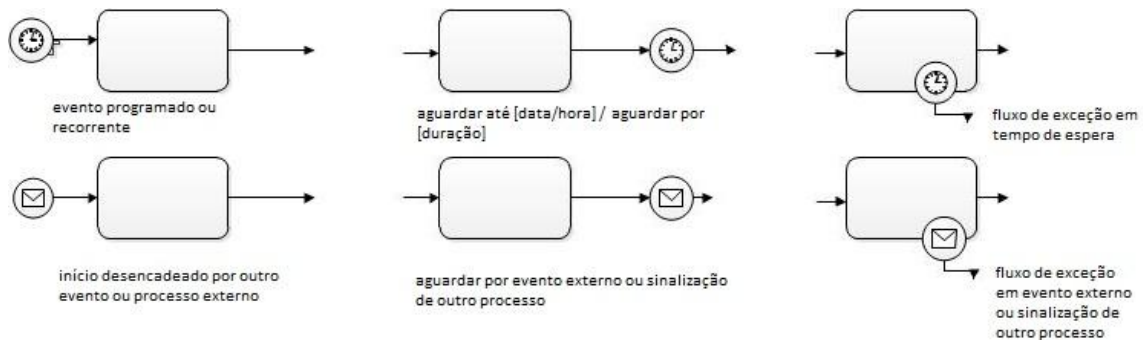 evento programado ou
recorrente
aguardar até [data/hora] / aguardar por
[duração]
fluxo de exceção em
tempo de espera
início desencadeado por outro
evento ou processo externo
aguardar por evento externo ou sinalização
de outro processo
fluxo de exceção
em evento externo
ou sinalização de
outro processo